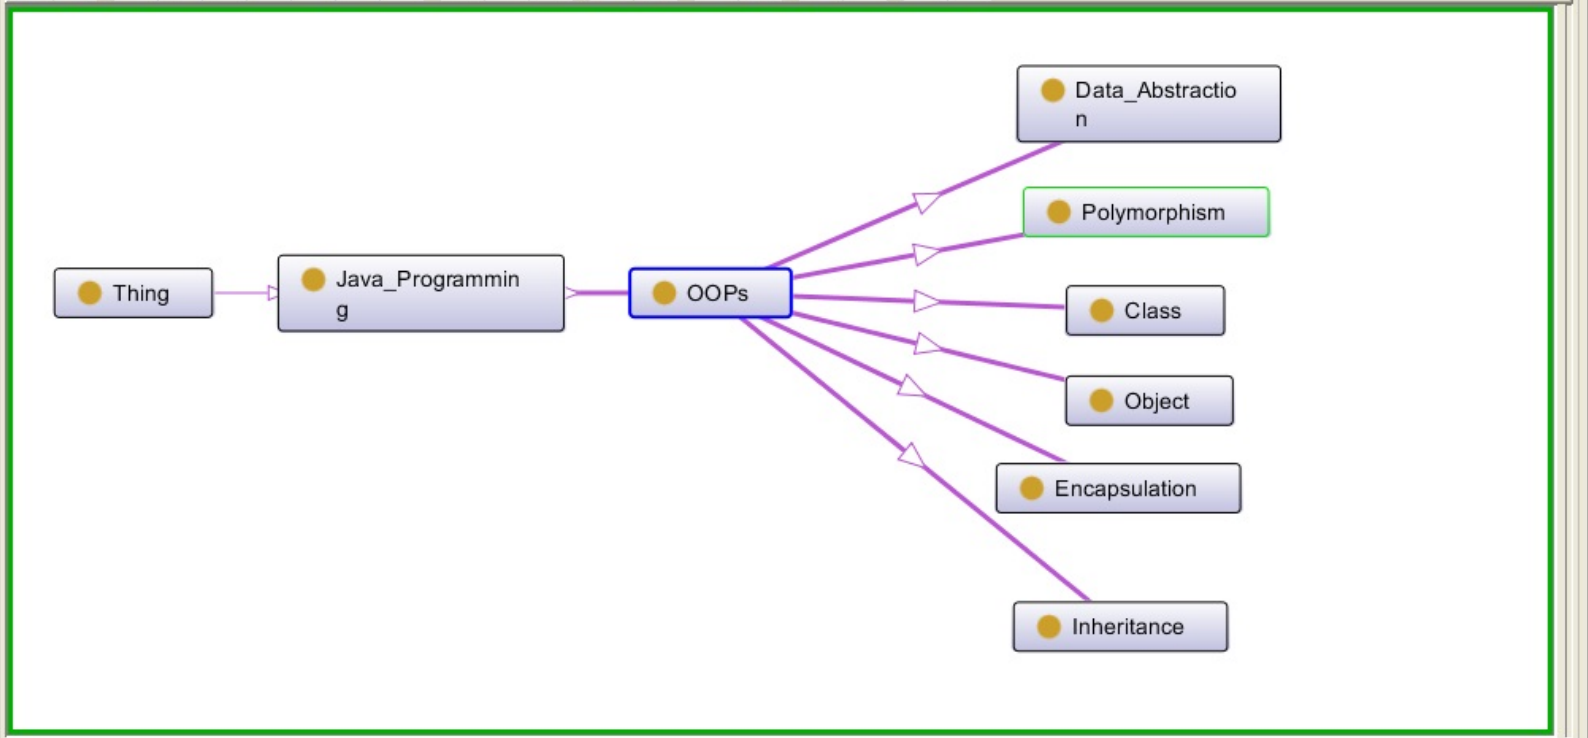 Thing
Java_Programmin
g
OOPs
Data_Abstractio
n
Polymorphism
Class
Object
Encapsulation
Inheritance